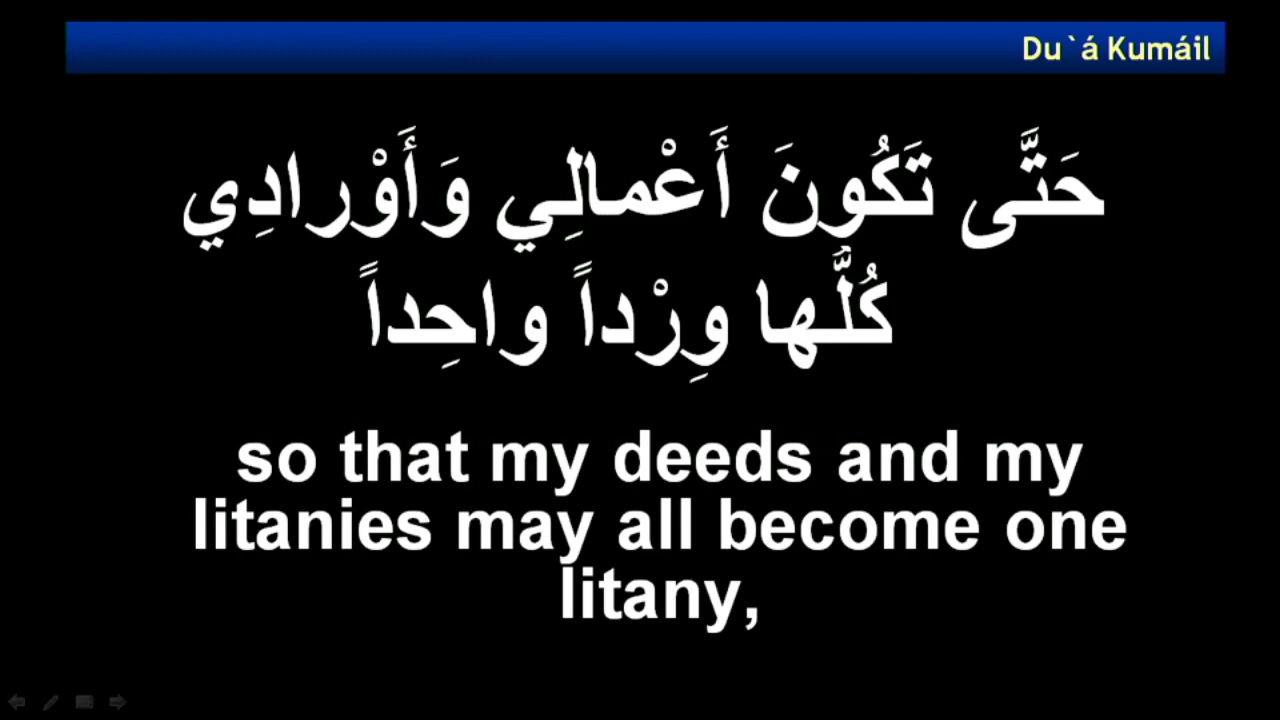 Du`á Kumáil
حَتَّى تَكُونَ أَعْمالِي وَأَوْرادِي
كُلُّها وِرْداً واحِداً
so that my deeds and my
litanies may all become one
litany,